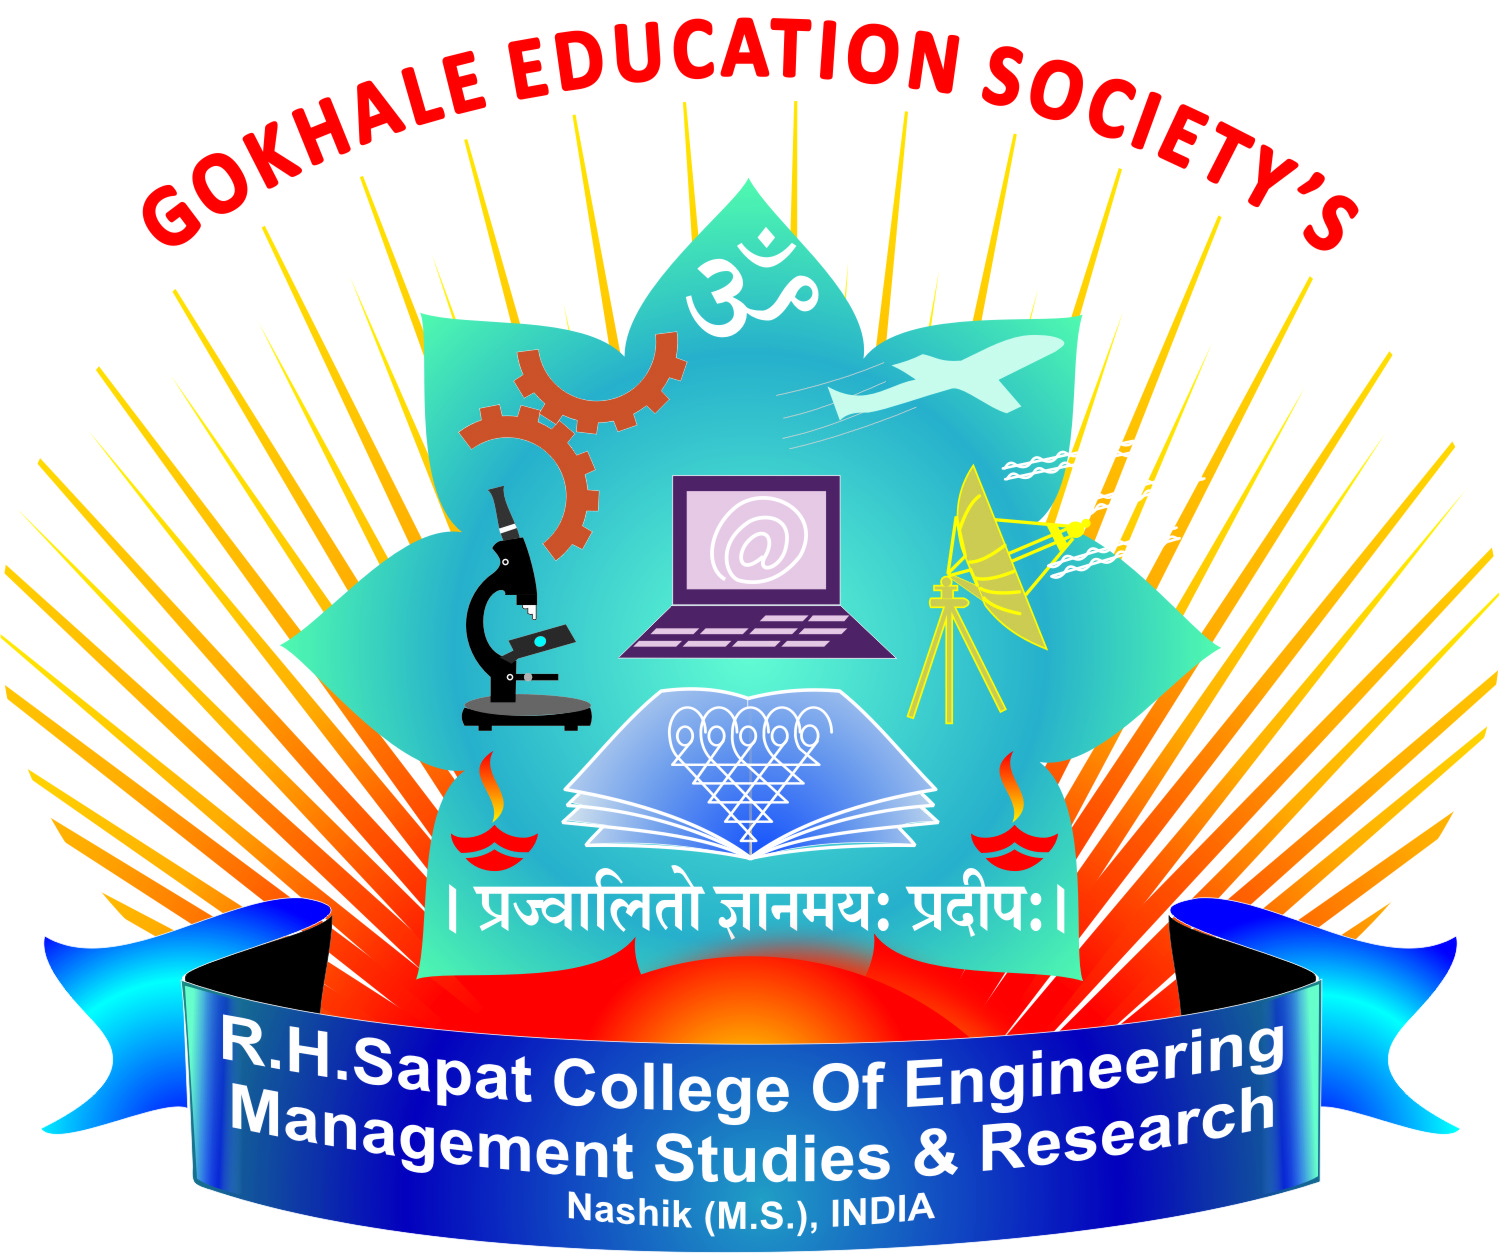 GOKHALE EDUCATION SOCIETY'S
ॐ
@
। प्रज्वालितो ज्ञानमयः प्रदीपः।
R.H.Sapat College Of Engineering
Management Studies & Research
Nashik (M.S.), INDIA